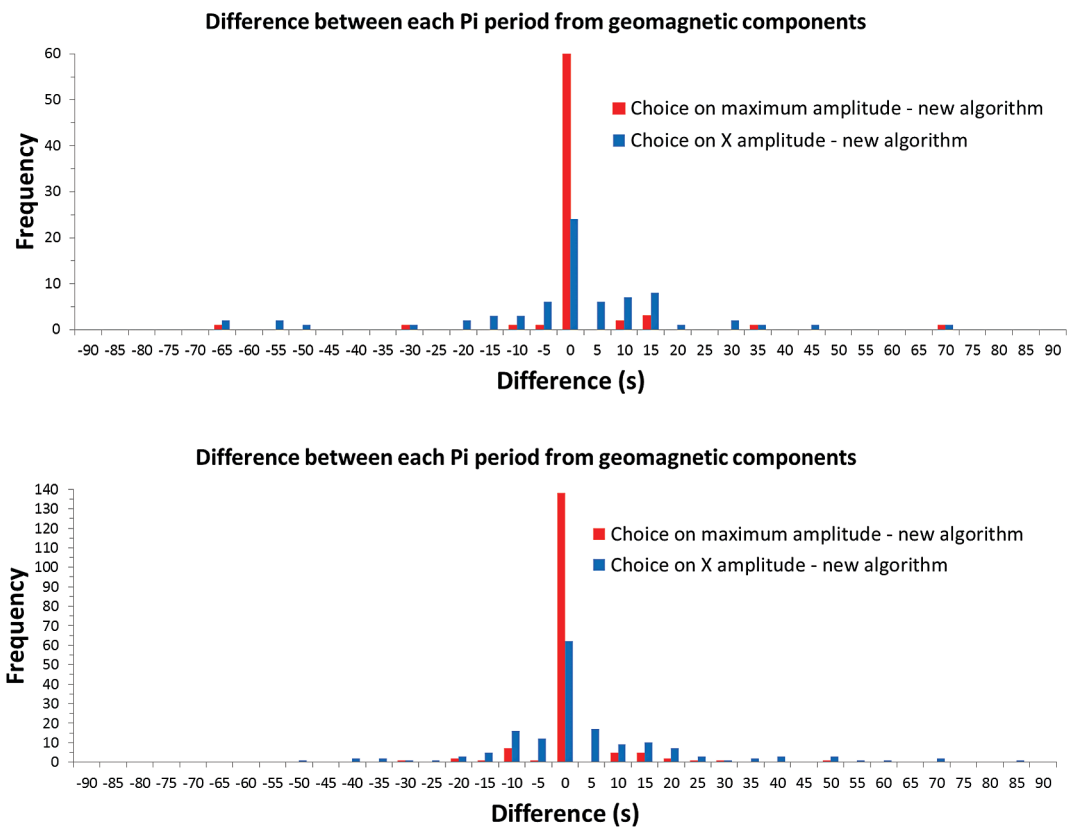 Difference between each Pi period from geomagnetic components
60
50
40
30
20
10
0
Frequency
Choice on maximum amplitude - new algorithm
Choice on X amplitude - new algorithm
-90 -85 -80 -75 -70 -65 -60 -55 -50 -45 -40 -35 -30 -25 -20 -15 -10 -5 0 5 10 15 20 25 30 35 40 45 50 55 60 65 70 75 80 85 90
Difference (s)
Difference between each Pi period from geomagnetic components
140
130
120
110
100
90
80
70
60
50
40
30
20
10
0
Frequency
Choice on maximum amplitude - new algorithm
Choice on X amplitude - new algorithm
-90 -85 -80 -75 -70 -65 -60 -55 -50 -45 -40 -35 -30 -25 -20 -15 -10 -5 0 5 10 15 20 25 30 35 40 45 50 55 60 65 70 75 80 85 90
Difference (s)